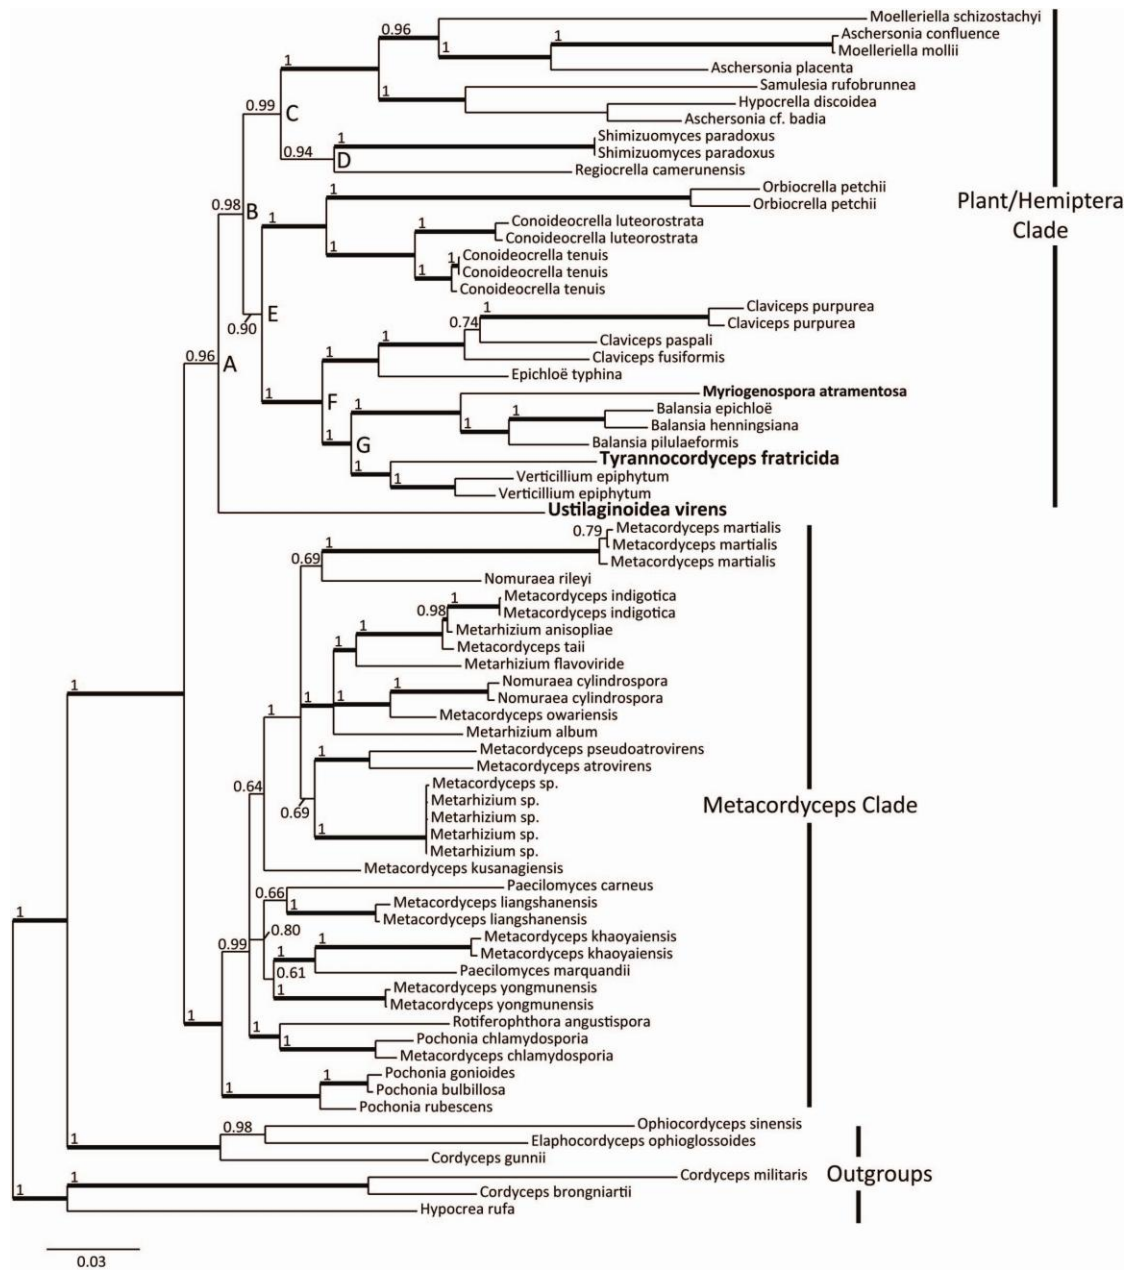 Moelleriella schizostachyi
0.96
Aschersonia confluence
1
1
Moelleriella mollii
1
Aschersonia placenta
Samulesia rufobrunnea
1
Hypocrella discoidea
0.99
C
Aschersonia cf. badia
Shimizuomyces paradoxus
1
0.94
D
Shimizuomyces paradoxus
Regiocrella camerunensis
Orbiocrella petchii
1
Plant/Hemiptera
Clade
0.98
B
Orbiocrella petchii
1
Conoideocrella luteorostrata
1
Conoideocrella luteorostrata
1
Conoideocrella tenuis
1
1
Conoideocrella tenuis
Conoideocrella tenuis
Claviceps purpurea
1
E
0.90
0.74
Claviceps purpurea
1
Claviceps paspali
1
Claviceps fusiformis
0.96
A
Epichloë typhina
Myriogenospora atramentosa
1
F
1
Balansia epichloë
1
1
Balansia henningsiana
1
G
Balansia pilulaeformis
Tyrannocordyceps fratricida
1
Verticillium epiphytum
1
Verticillium epiphytum
Ustilaginoidea virens
Metacordyceps martialis
0.79
1
Metacordyceps martialis
0.69
Metacordyceps martialis
Nomuraea rileyi
Metacordyceps indigotica
1
0.98
Metacordyceps indigotica
1
Metarhizium anisopliae
1
Metacordyceps taii
Metarhizium flavoviride
1
Nomuraea cylindrospora
1
1
1
Nomuraea cylindrospora
1
Metacordyceps owariensis
Metarhizium album
1
Metacordyceps pseudoatrovirens
Metacordyceps atrovirens
0.64
Metacordyceps sp.
Metarhizium sp.
0.69
Metacordyceps Clade
Metarhizium sp.
1
Metarhizium sp.
Metarhizium sp.
Metacordyceps kusanagiensis
0.66
Paecilomyces carneus
1
Metacordyceps liangshanensis
1
Metacordyceps liangshanensis
0.80
0.99
1
Metacordyceps khaoyaiensis
1
Metacordyceps khaoyaiensis
0.61
Paecilomyces marquandii
1
Metacordyceps yongmunensis
Metacordyceps yongmunensis
1
1
Rotiferophthora angustispora
1
Pochonia chlamydosporia
Metacordyceps chlamydosporia
1
Pochonia gonioides
1
Pochonia bulbillosa
Pochonia rubescens
0.98
Ophiocordyceps sinensis
1
Elaphocordyceps ophioglossoides
Cordyceps gunnii
1
Cordyceps militaris
Outgroups
1
Cordyceps brongniartii
Hypocrea rufa
0.03